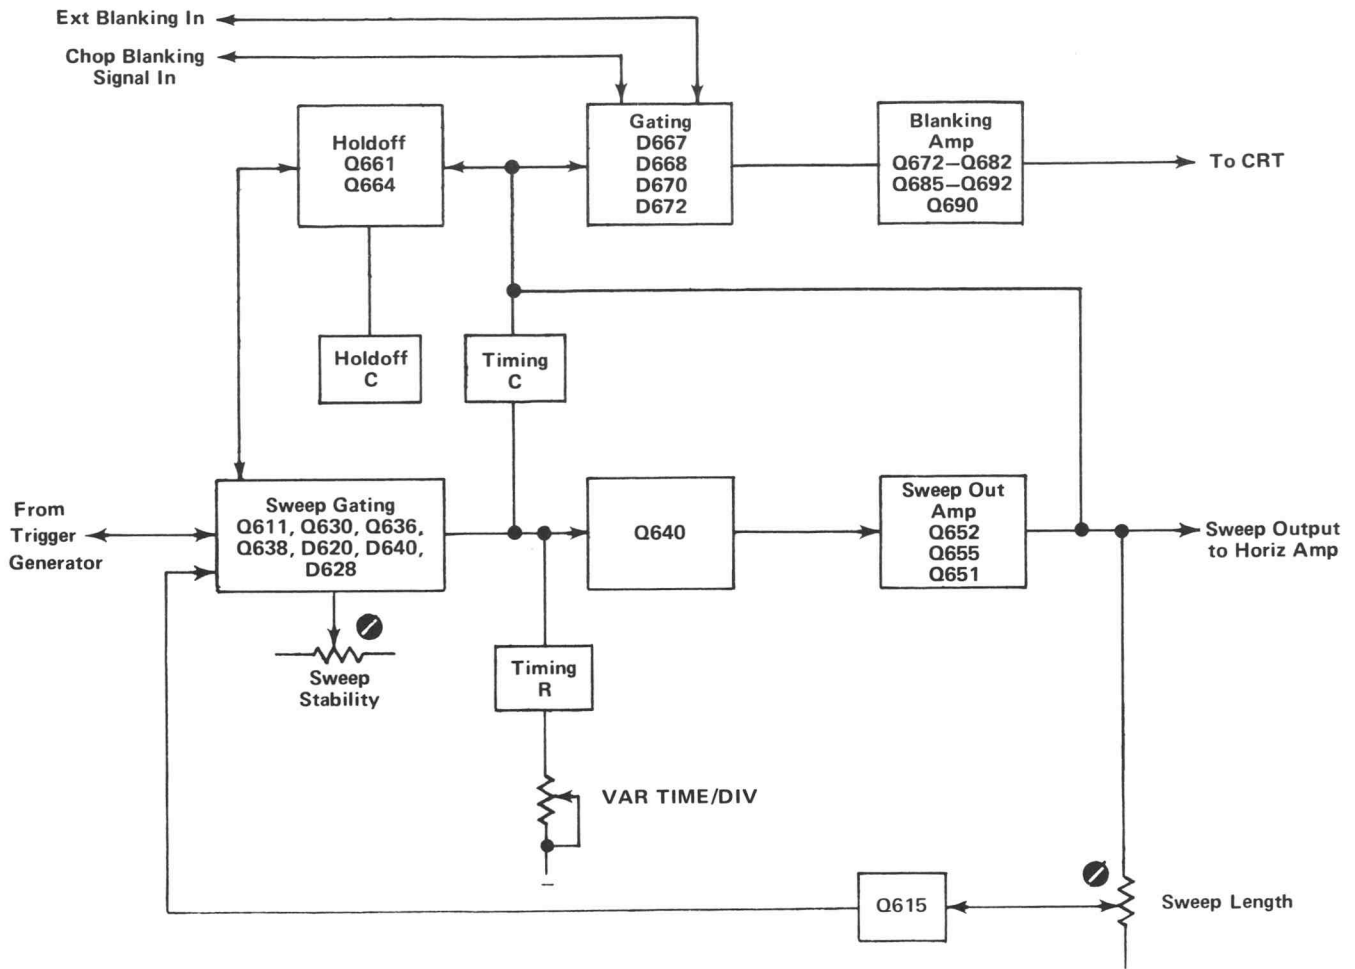 Ext Blanking In
Chop Blanking
Signal In
Holdoff
Q661
Q664
Gating
D667
D668
D670
D672
Blanking
Amp
Q672–Q682
Q685–Q692
Q690
To CRT
Holdoff
C
Timing
C
From
Trigger
Generator
Sweep Gating
Q611, Q630, Q636,
Q638, D620, D640,
D628
Q640
Sweep Out
Amp
Q652
Q655
Q651
Sweep Output
to Horiz Amp
Sweep
Stability
Timing
R
VAR TIME/DIV
Q615
Sweep Length